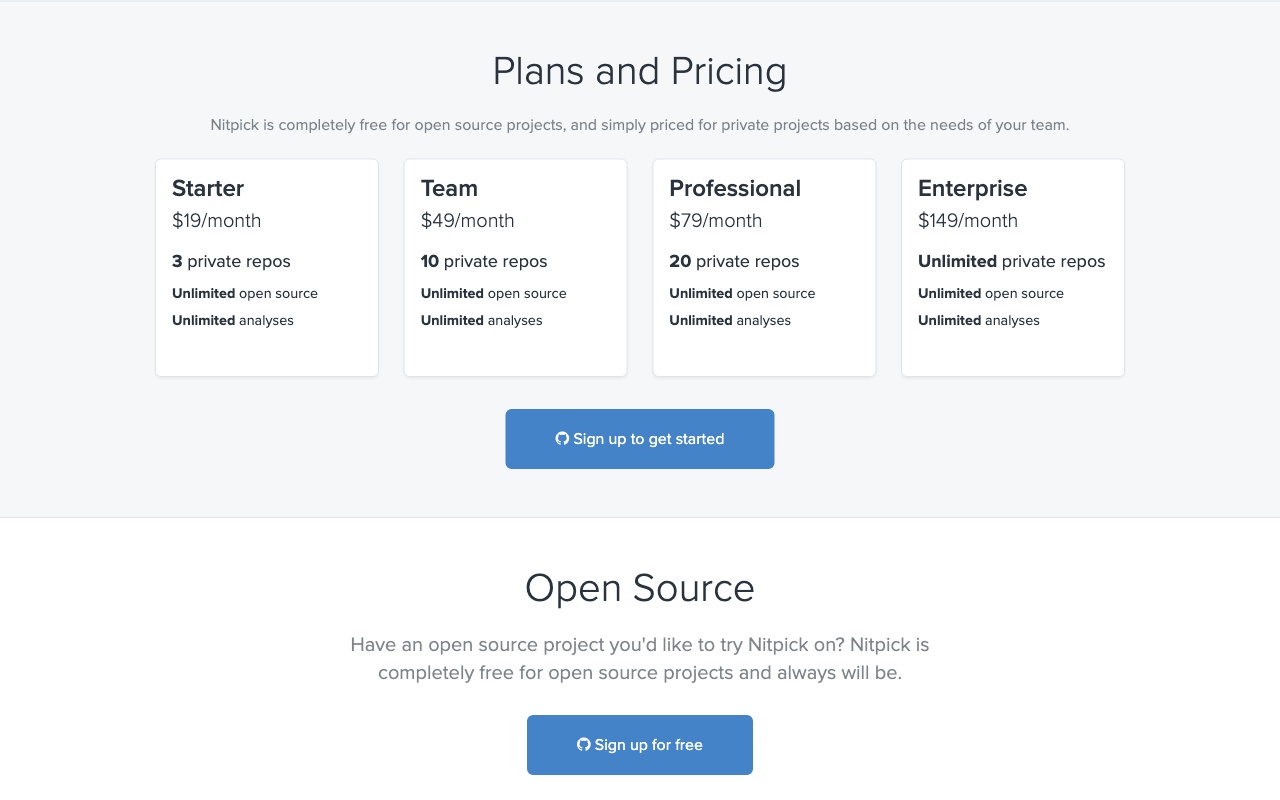 Plans and Pricing
Nitpick is completely free for open source projects, and simply priced for private projects based on the needs of your team.
Starter
$19/month
3 private repos
Unlimited open source
Unlimited analyses
Team
$49/month
10 private repos
Unlimited open source
Unlimited analyses
Professional
$79/month
20 private repos
Unlimited open source
Unlimited analyses
Enterprise
$149/month
Unlimited private repos
Unlimited open source
Unlimited analyses
Sign up to get started
Open Source
Have an open source project you'd like to try Nitpick on? Nitpick is
completely free for open source projects and always will be.
Sign up for free